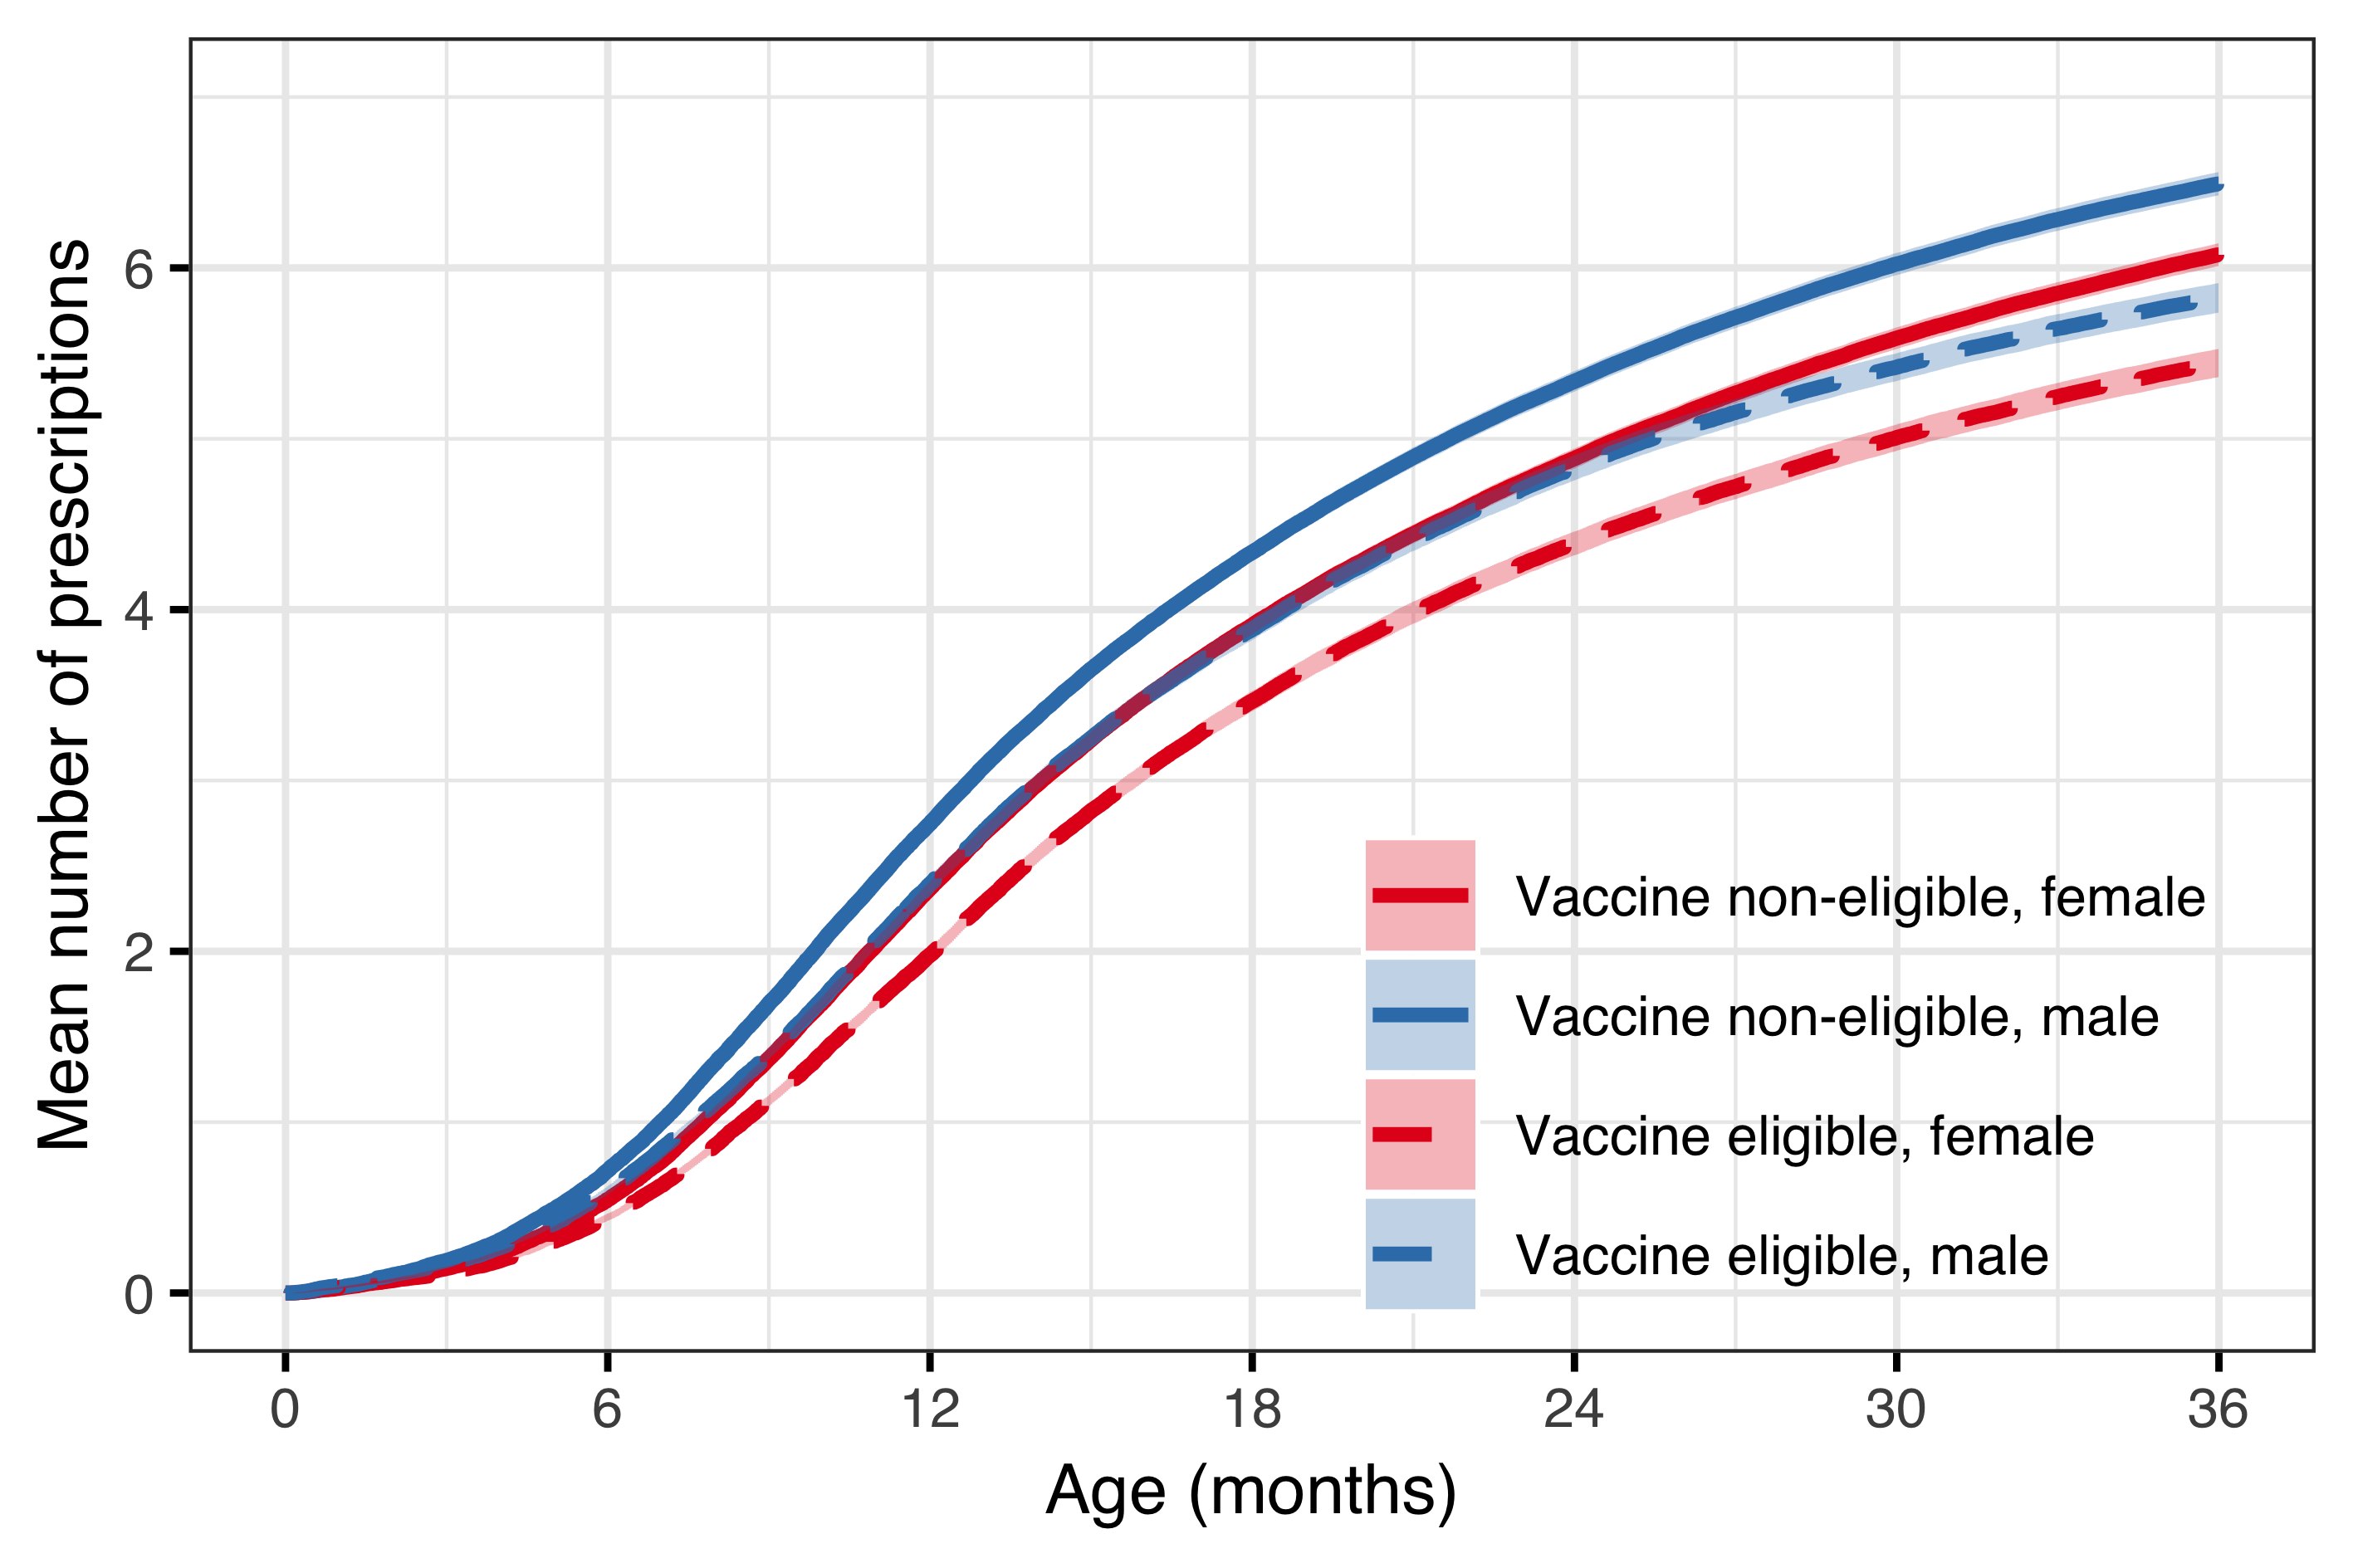 Mean number of prescriptions
6
4
2
0
0 6 12 18 24 30 36
Age (months)
Vaccine non-eligible, female
Vaccine non-eligible, male
Vaccine eligible, female
Vaccine eligible, male